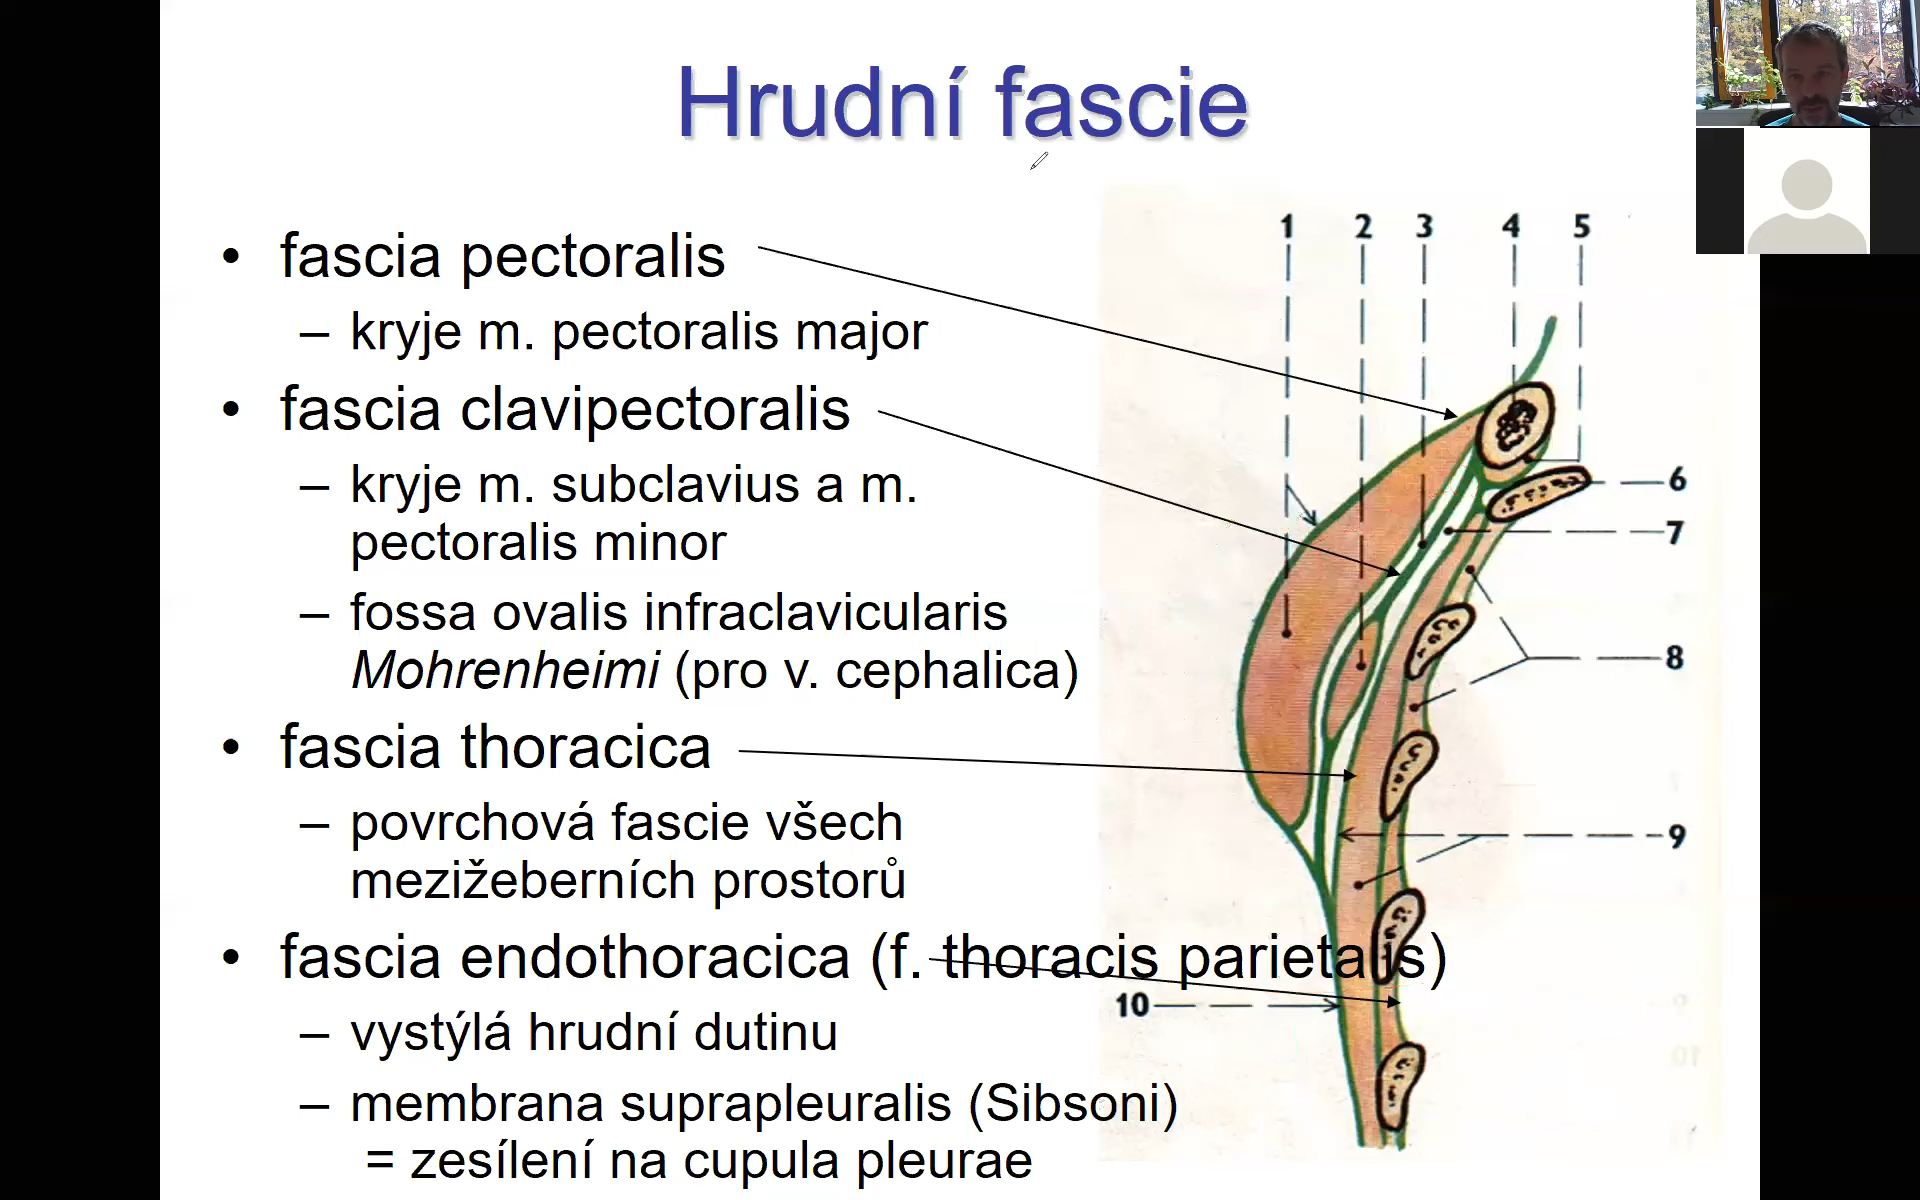 Hrudní fascie
• fascia pectoralis
– kryje m. pectoralis major
• fascia clavipectoralis
– kryje m. subclavius a m.
pectoralis minor
– fossa ovalis infraclavicularis
Mohrenheimi (pro v. cephalica)
• fascia thoracica
– povrchová fascie všech
mezižeberních prostorů
• fascia endothoracica (f. thoracis parietalis)
– vystýlá hrudní dutinu
– membrana suprapleuralis (Sibsoni)
= zesílení na cupula pleurae
1 2 3 4 5
6
7
8
9
10